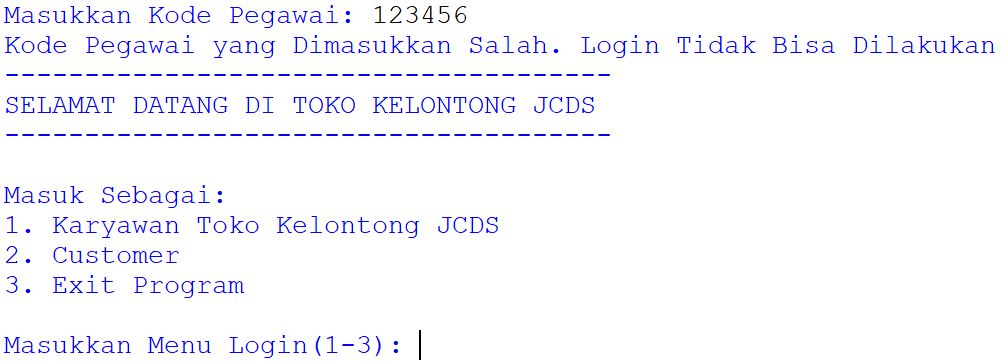 Masukkan Kode Pegawai: 123456
Kode Pegawai yang Dimasukkan Salah. Login Tidak Bisa Dilakukan
--------------------------------------
SELAMAT DATANG DI TOKO KELONTONG JCDS
--------------------------------------
Masuk Sebagai:
1. Karyawan Toko Kelontong JCDS
2. Customer
3. Exit Program
Masukkan Menu Login(1-3):